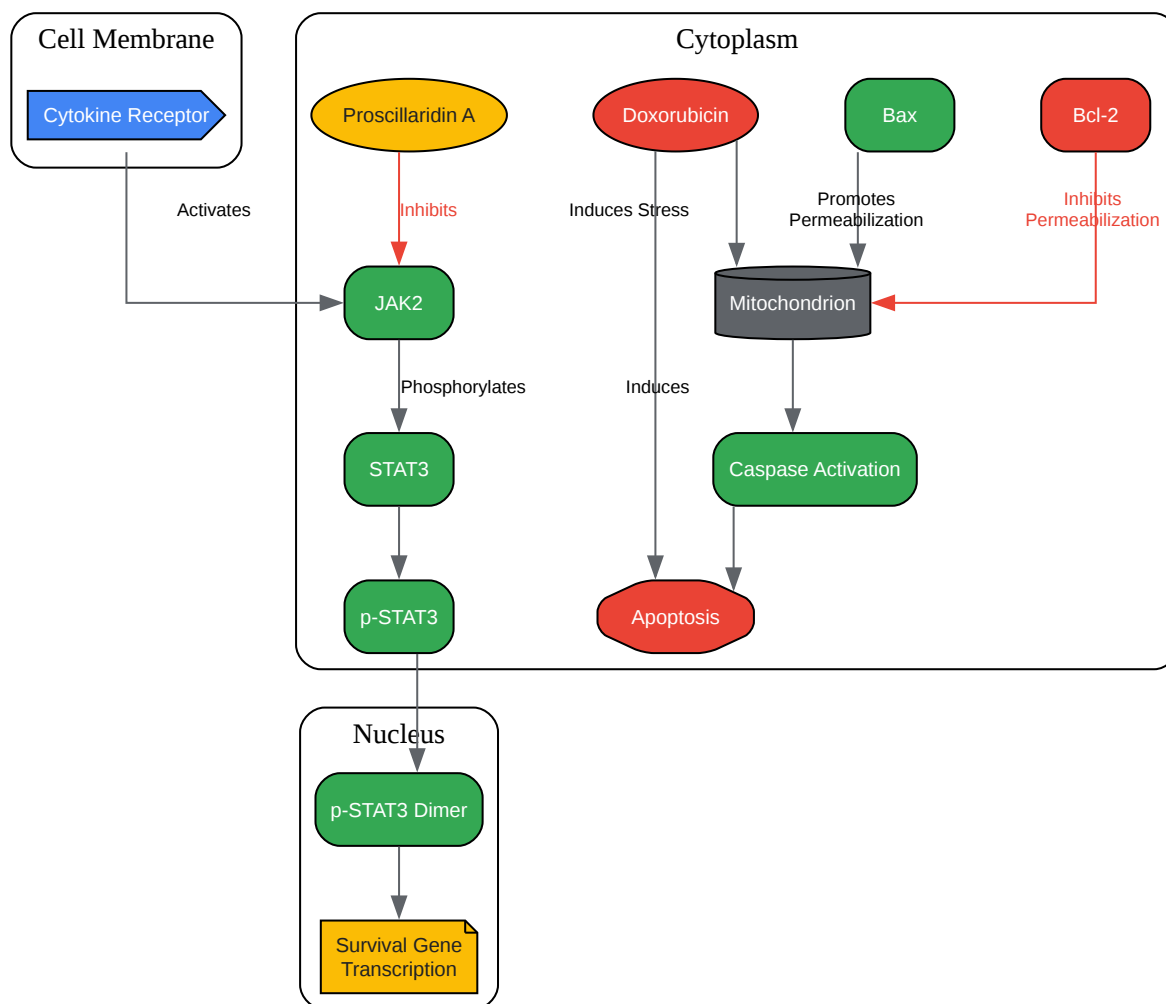 Cell Membrane
Cytoplasm
Cytokine Receptor
Proscillaridin A
Doxorubicin
Bax
Bcl-2
Activates
Inhibits
Induces Stress
Promotes
Permeabilization
Inhibits
Permeabilization
JAK2
Mitochondrion
Phosphorylates
Induces
STAT3
Caspase Activation
p-STAT3
Apoptosis
Nucleus
p-STAT3 Dimer
Survival Gene
Transcription